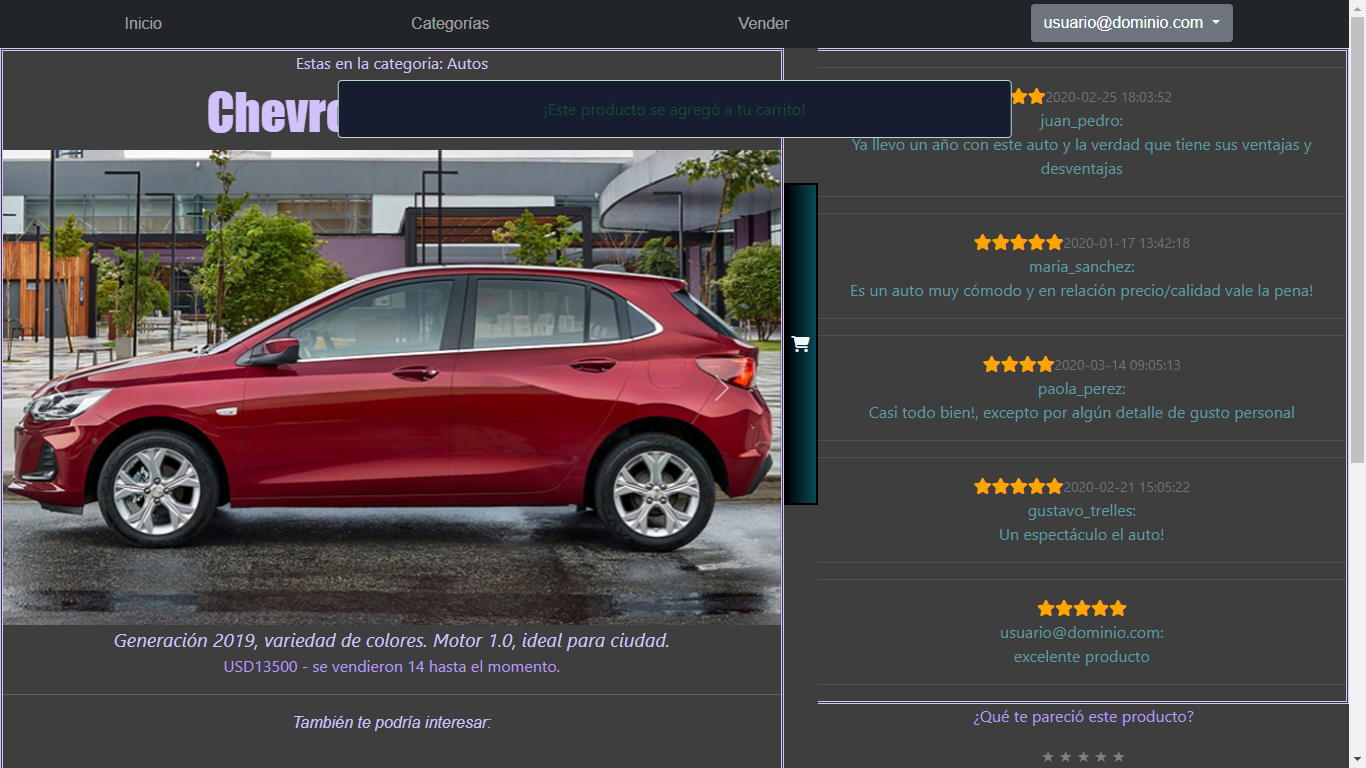 Inicio
Categorías
Vender
usuario@dominio.com
Estas en la categoria: Autos
¡Este producto se agregó a tu carrito!
Generación 2019, variedad de colores. Motor 1.0, ideal para ciudad.
USD13500 - se vendieron 14 hasta el momento.
También te podría interesar:
2020-02-25 18:03:52
juan_pedro:
Ya llevo un año con este auto y la verdad que tiene sus ventajas y
desventajas
2020-01-17 13:42:18
maria_sanchez:
Es un auto muy cómodo y en relación precio/calidad vale la pena!
2020-03-14 09:05:13
paola_perez:
Casi todo bien!, excepto por algún detalle de gusto personal
2020-02-21 15:05:22
gustavo_trelles:
Un espectáculo el auto!
usuario@dominio.com:
excelente producto
¿Qué te pareció este producto?